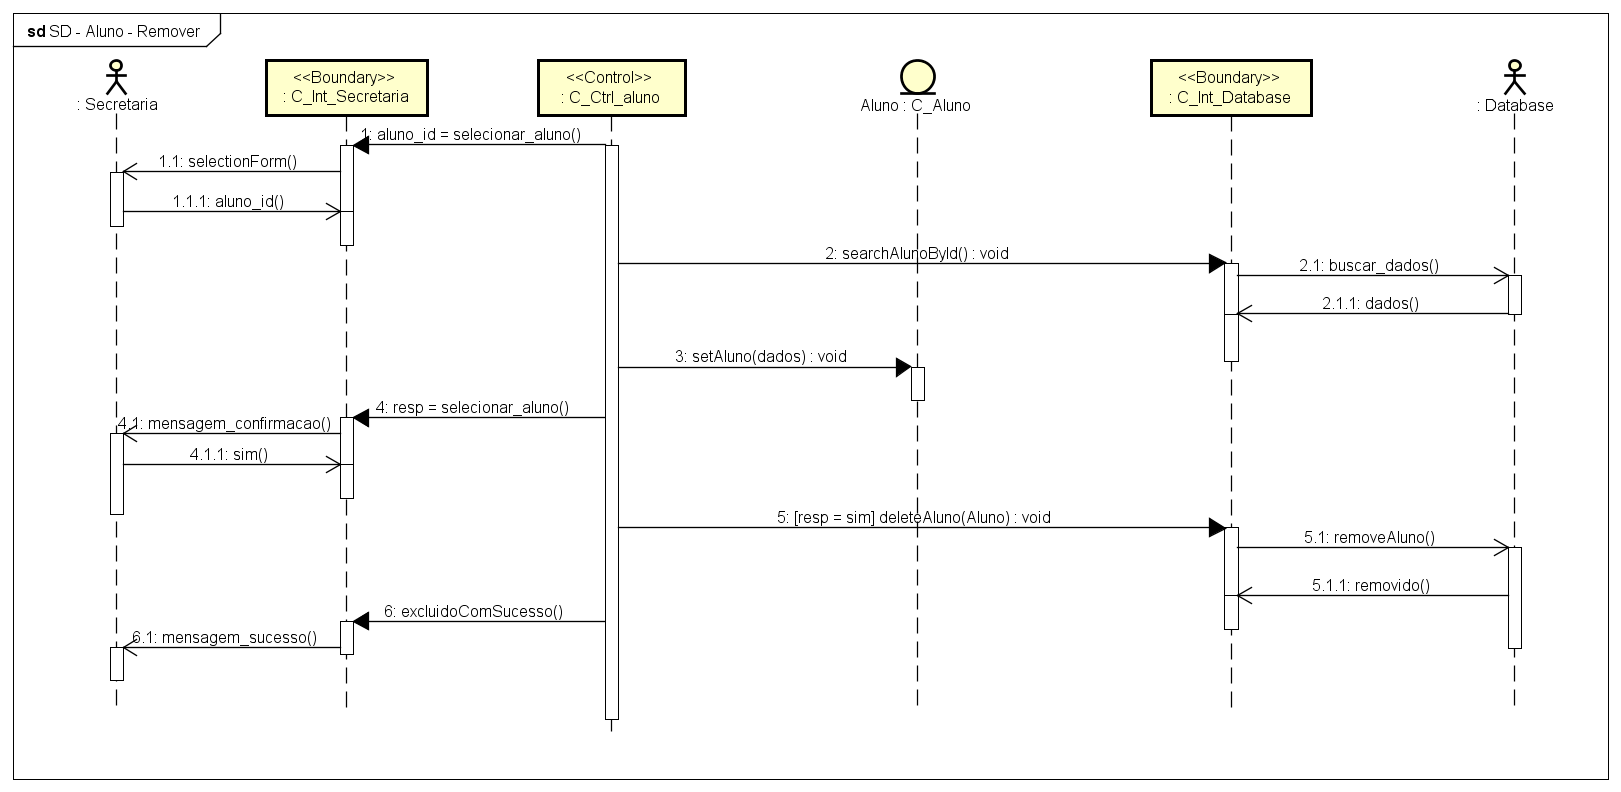 sd SD - Aluno - Remover
: Secretaria
<<Boundary>>
: C_Int_Secretaria
<<Control>>
: C_Ctrl_aluno
Aluno : C_Aluno
<<Boundary>>
: C_Int_Database
: Database
1: aluno_id = selecionar_aluno()
1.1: selectionForm()
1.1.1: aluno_id()
2: searchAlunoById() : void
2.1: buscar_dados()
2.1.1: dados()
3: setAluno(dados) : void
4: resp = selecionar_aluno()
4.1: mensagem_confirmacao()
4.1.1: sim()
5: [resp = sim] deleteAluno(Aluno) : void
5.1: removeAluno()
5.1.1: removido()
6: excluidoComSucesso()
6.1: mensagem_sucesso()